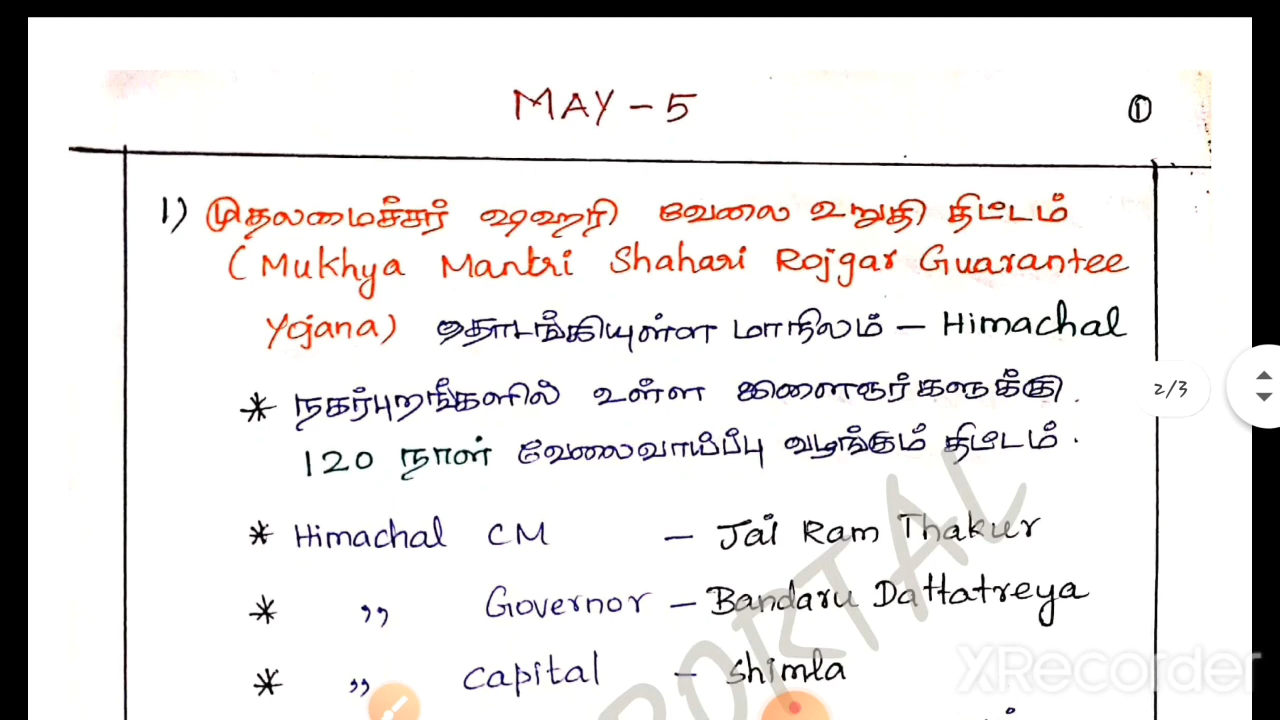 MAY - 5
①
1) முதலமைச்சர் ஷஹரி வேலை உறுதி திட்டம்
(Mukhya Mantri Shahari Rojgar Guarantee
Yojana) தொடங்கியுள்ள மாநிலம் - Himachal
* நகர்புறங்களில் உள்ள இளைஞர்களுக்கு
2/3
120 நாள் வேலைவாய்ப்பு வழங்கும் திட்டம்.
* Himachal CM - Jai Ram Thakur
* ,, Governor - Bandaru Dattatreya
* ,, Capital - Shimla
PORTAL
XRecorder